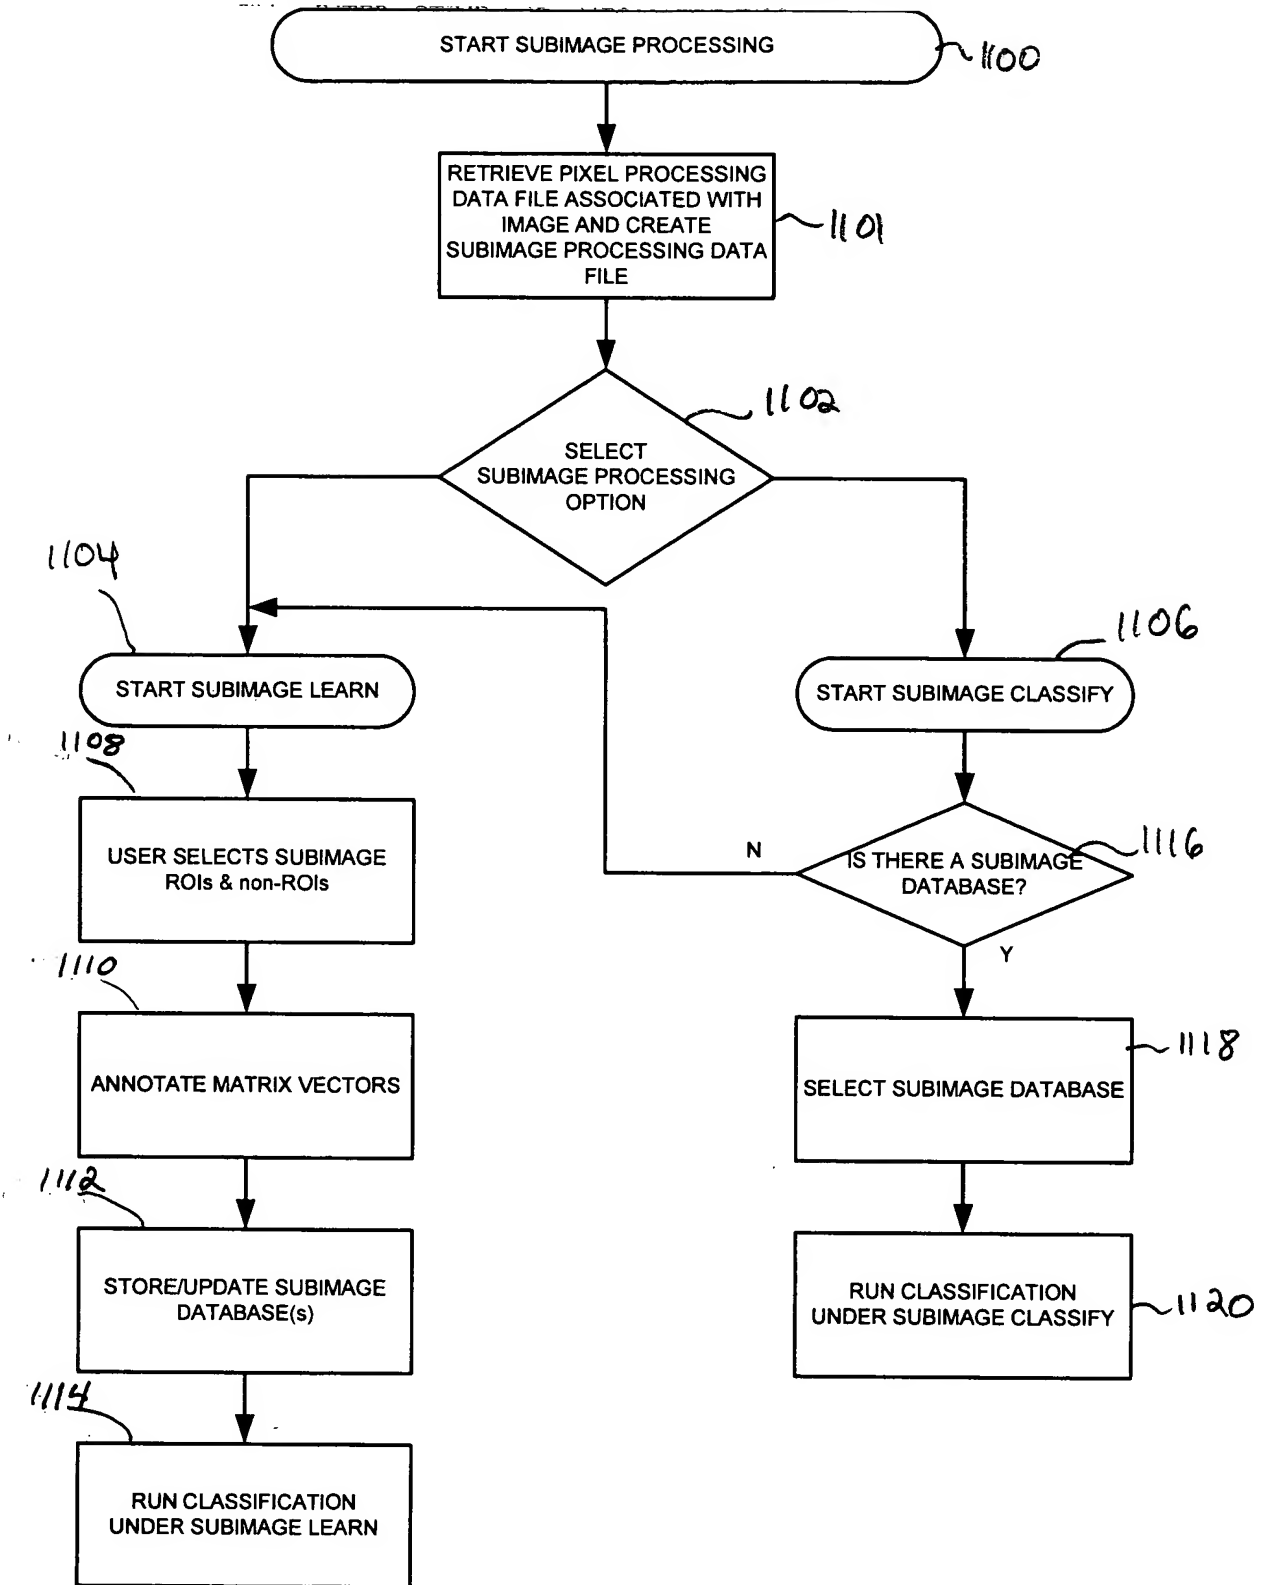 START SUBIMAGE PROCESSING
1100
RETRIEVE PIXEL PROCESSING
DATA FILE ASSOCIATED WITH
IMAGE AND CREATE
SUBIMAGE PROCESSING DATA
FILE
1101
1102
SELECT
SUBIMAGE PROCESSING
OPTION
1104
START SUBIMAGE LEARN
1106
START SUBIMAGE CLASSIFY
1108
USER SELECTS SUBIMAGE
ROIs & non-ROIs
N
IS THERE A SUBIMAGE
DATABASE?
1116
Y
1110
ANNOTATE MATRIX VECTORS
SELECT SUBIMAGE DATABASE
1118
1112
STORE/UPDATE SUBIMAGE
DATABASE(s)
RUN CLASSIFICATION
UNDER SUBIMAGE CLASSIFY
1120
1114
RUN CLASSIFICATION
UNDER SUBIMAGE LEARN